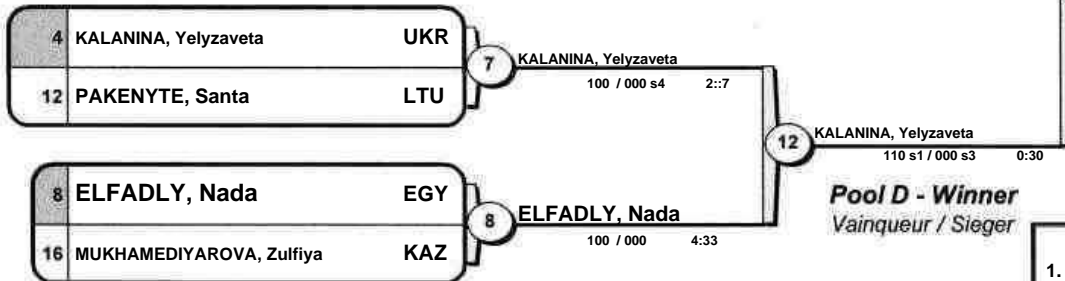 4 KALANINA, Yelyzaveta UKR
12 PAKENYTE, Santa LTU
7
KALANINA, Yelyzaveta
100 / 000 s4 2::7
8 ELFADLY, Nada EGY
16 MUKHAMEDIYAROVA, Zulfiya KAZ
8
ELFADLY, Nada
100 / 000 4:33
12
KALANINA, Yelyzaveta
110 s1 / 000 s3 0:30
Pool D - Winner
Vainqueur / Sieger
1.